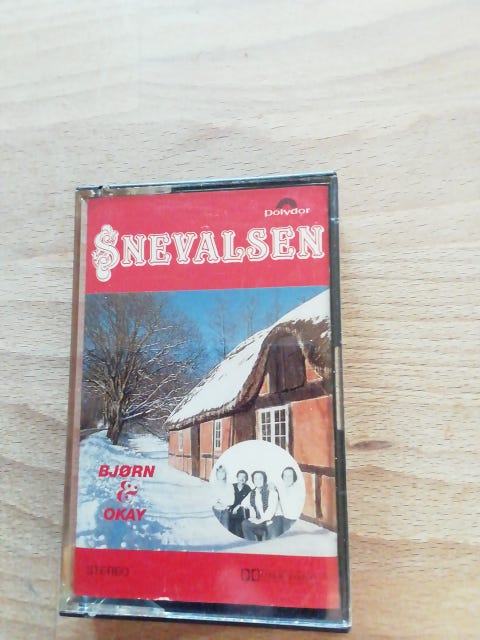 polydor
SNEVALSEN
BJØRN
&
OKAY
STEREO